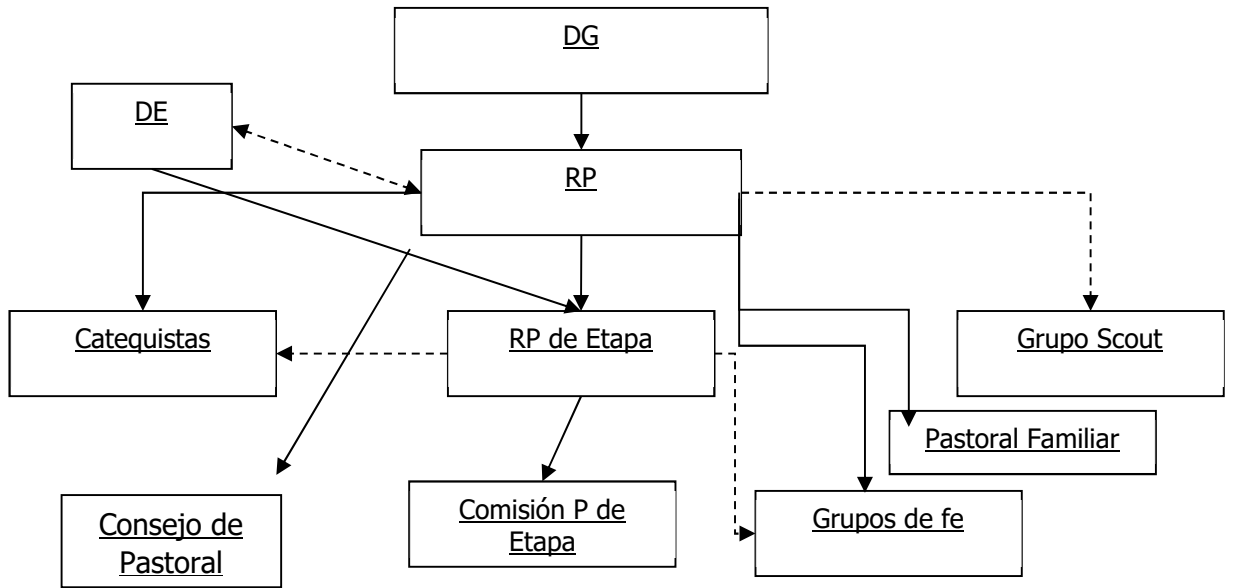 DG
DE
RP
Catequistas
RP de Etapa
Grupo Scout
Pastoral Familiar
Consejo de
Pastoral
Comisión P de
Etapa
Grupos de fe